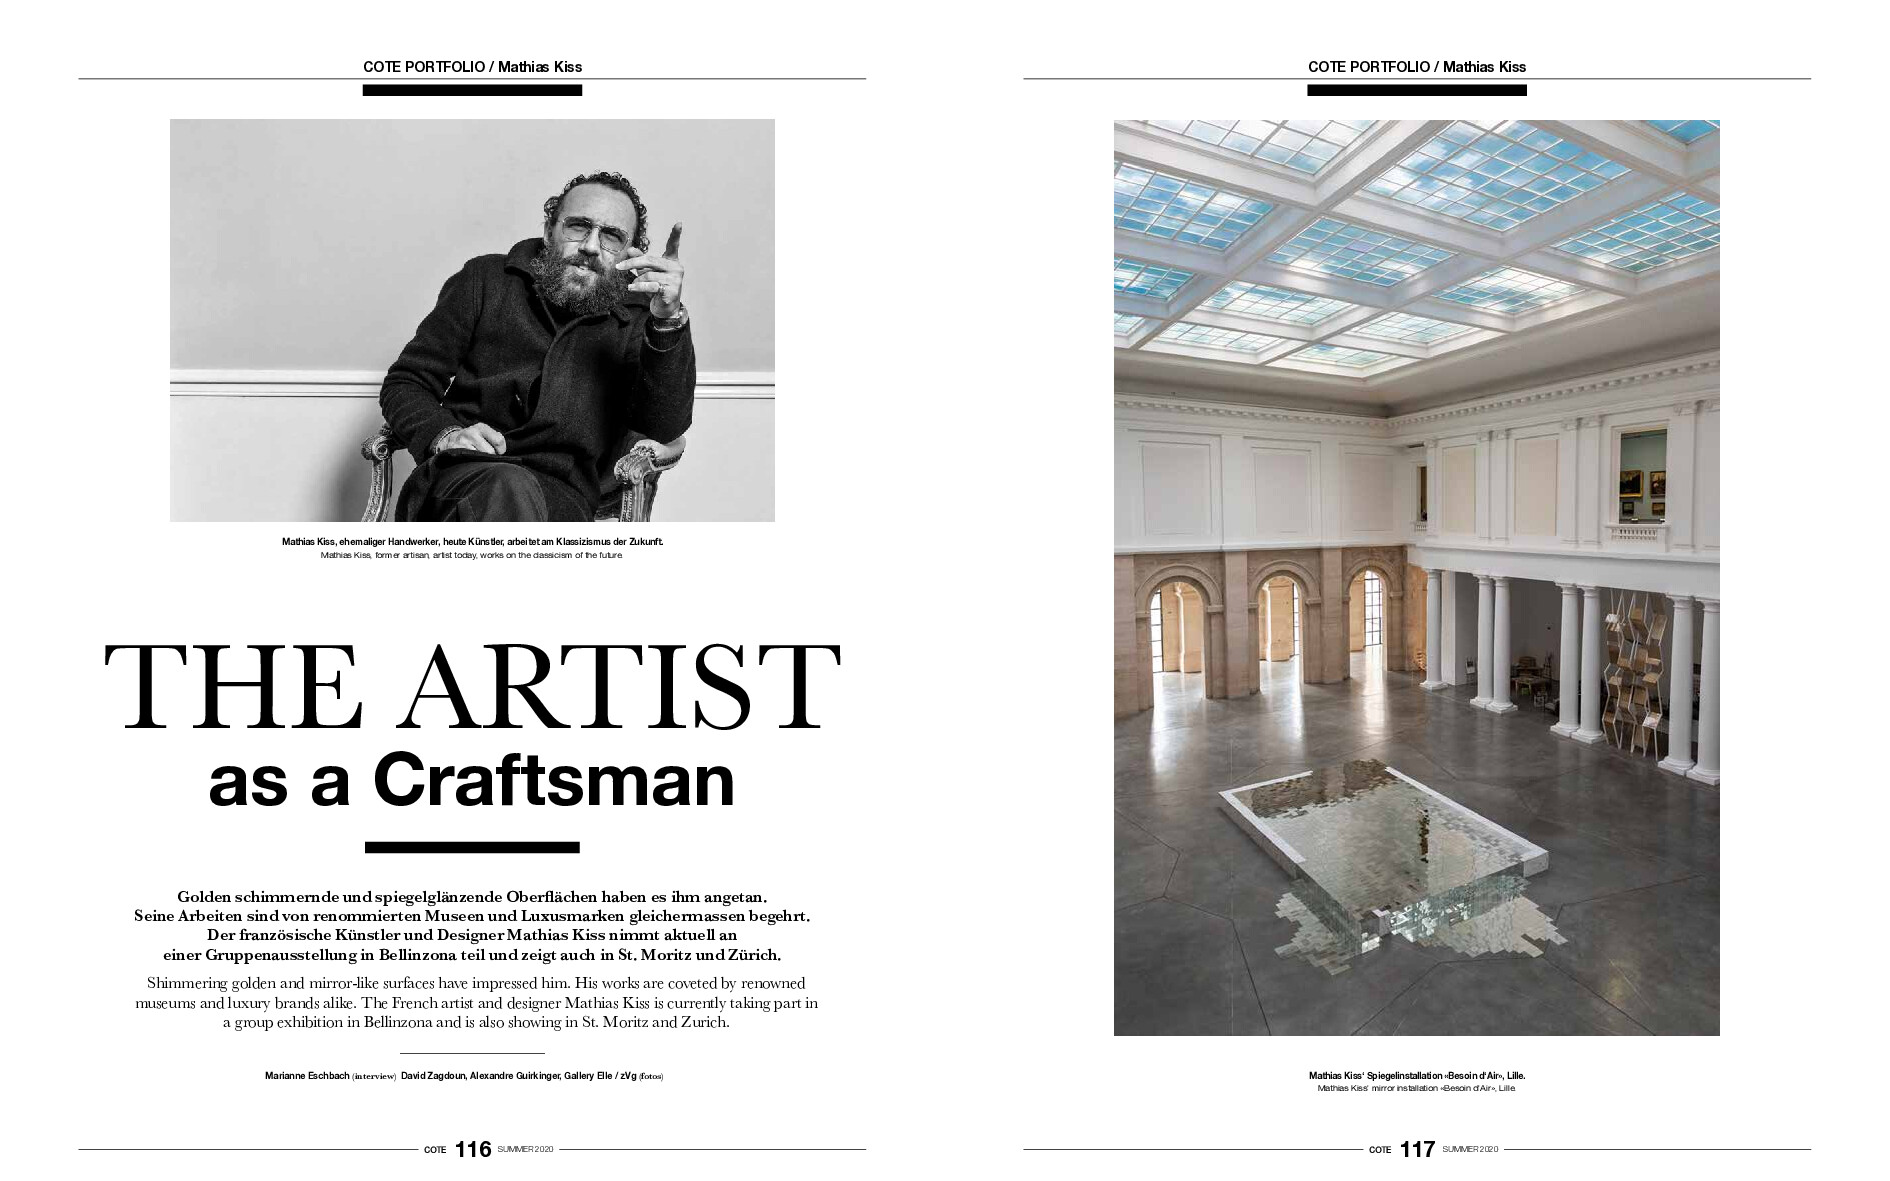 COTE PORTFOLIO / Mathias Kiss
Mathias Kiss, ehemaliger Handwerker, heute Künstler, arbeitet am Klassizismus der Zukunft.
Mathias Kiss, former artisan, artist today, works on the classicism of the future.
THE ARTIST
as a Craftsman
Golden schimmernde und spiegelglänzende Oberflächen haben es ihm angetan.
Seine Arbeiten sind von renommierten Museen und Luxusmarken gleichermassen begehrt.
Der französische Künstler und Designer Mathias Kiss nimmt aktuell an
einer Gruppenausstellung in Bellinzona teil und zeigt auch in St. Moritz und Zürich.
Shimmering golden and mirror-like surfaces have impressed him. His works are coveted by renowned
museums and luxury brands alike. The French artist and designer Mathias Kiss is currently taking part in
a group exhibition in Bellinzona and is also showing in St. Moritz and Zurich.
Marianne Eschbach (interview) David Zagdoun, Alexandre Guirkinger, Gallery Elle / zVg (fotos)
COTE 116 SUMMER 2020
COTE PORTFOLIO / Mathias Kiss
Mathias Kiss' Spiegelinstallation «Besoin d'Air», Lille.
Mathias Kiss' mirror installation «Besoin d'Air», Lille.
COTE 117 SUMMER 2020